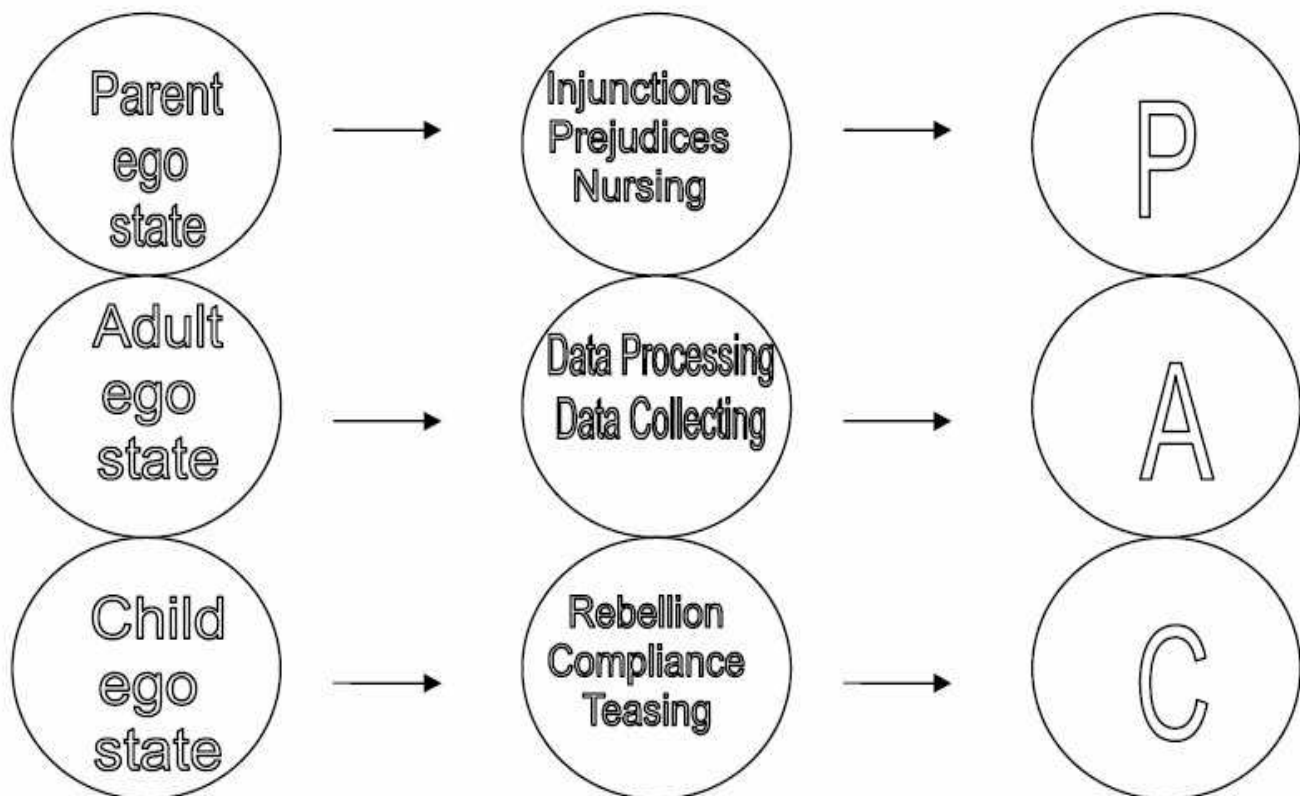 Parent
ego
state
Injunctions
Prejudices
Nursing
P
Adult
ego
state
Data Processing
Data Collecting
A
Child
ego
state
Rebellion
Compliance
Teasing
C